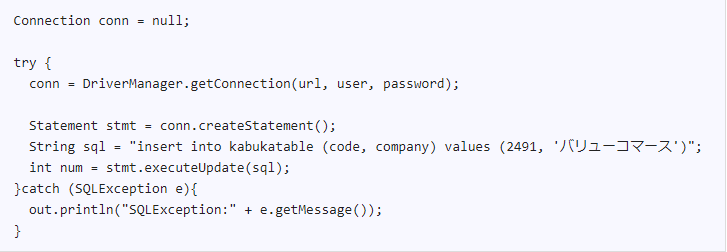 Connection conn = null;
try {
  conn = DriverManager.getConnection(url, user, password);
  Statement stmt = conn.createStatement();
  String sql = "insert into kabukatable (code, company) values (2491, 'バリューコマース')";
  int num = stmt.executeUpdate(sql);
}catch (SQLException e){
  out.println("SQLException:" + e.getMessage());
}